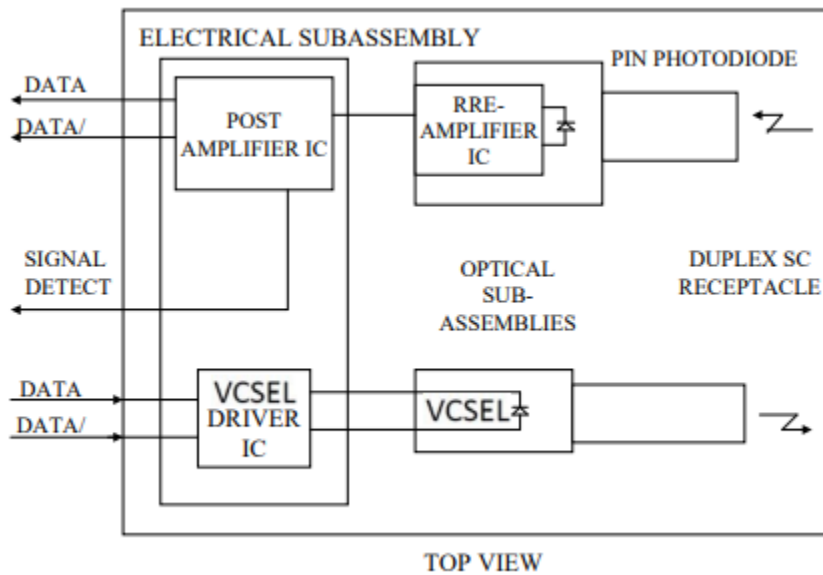 ELECTRICAL SUBASSEMBLY
PIN PHOTODIODE
DATA
DATA/
POST
AMPLIFIER IC
RRE-
AMPLIFIER
IC
SIGNAL
DETECT
OPTICAL
SUB-
ASSEMBLIES
DUPLEX SC
RECEPTACLE
DATA
DATA/
VCSEL
DRIVER
IC
VCSEL
TOP VIEW